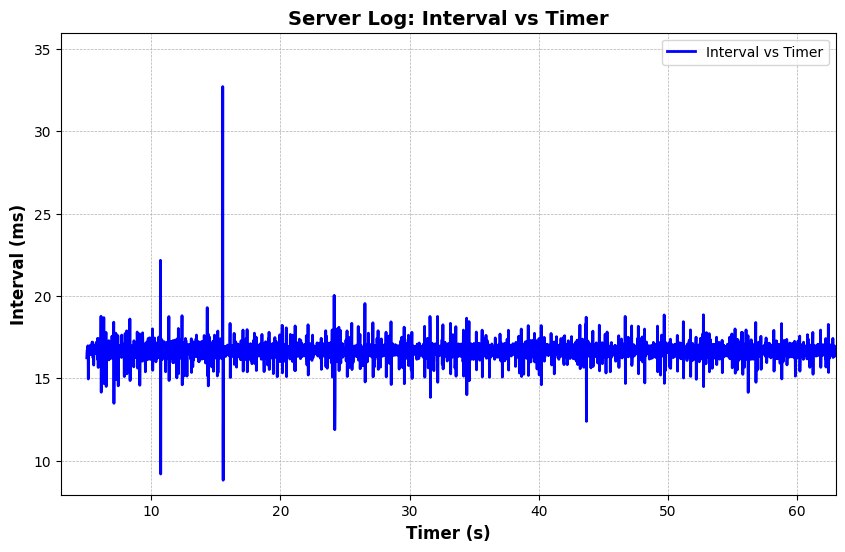 Server Log: Interval vs Timer
Interval vs Timer
35
30
25
20
15
10
Interval (ms)
10 20 30 40 50 60
Timer (s)